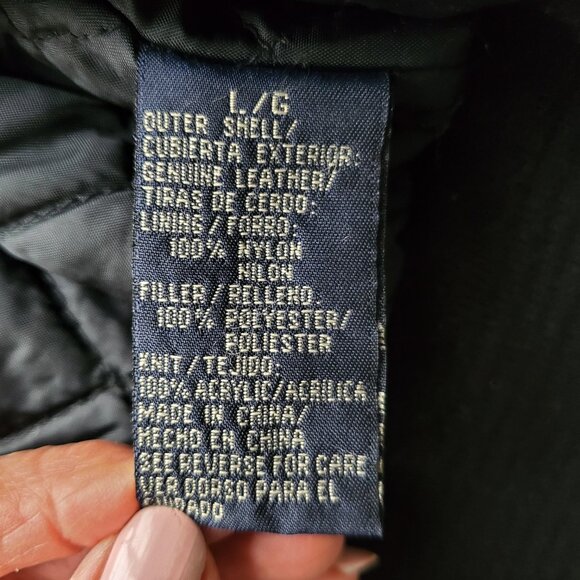 L/G
OUTER SHELL/
CUBIERTA EXTERIOR:
GENUINE LEATHER/
TIRAS DE CERDO.
LINING/FORRO:
100% NYLON
NILON
FILLER/RELLENO.
100% POLYESTER/
POLIESTER
KNIT/TEJIDO:
100% ACRYLIC/ACRILICA
MADE IN CHINA/
HECHO EN CHINA
SEE REVERSE FOR CARE
VER DORSO PARA EL